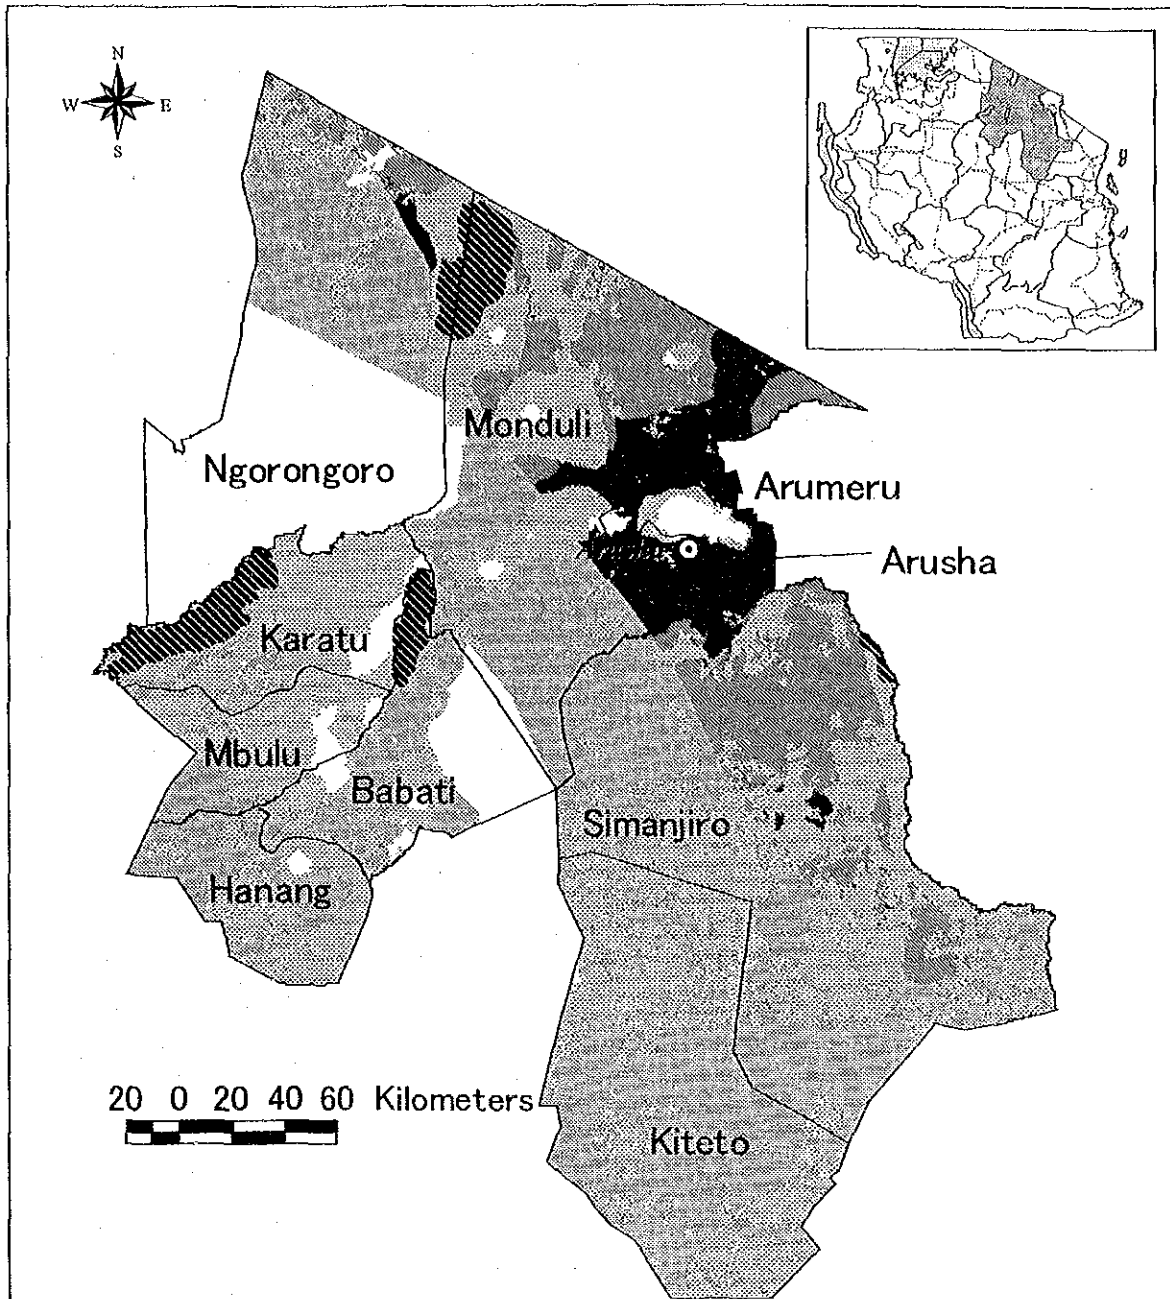 N
W E
S
Monduli
Ngorongoro
Arumeru
Arusha
Karatu
Mbulu
Babati
Simanjiro
Hanang
20 0 20 40 60 Kilometers
Kiteto